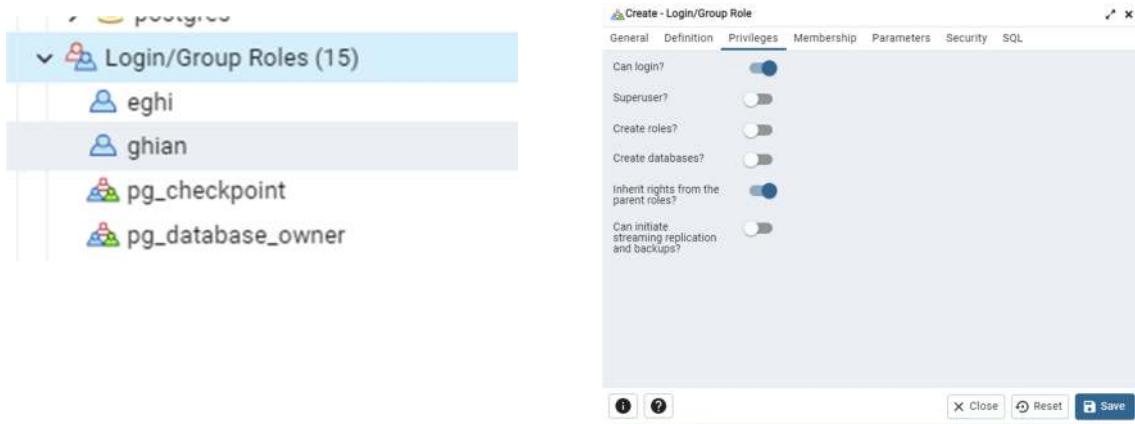 postgres
Login/Group Roles (15)
eghi
ghian
pg_checkpoint
pg_database_owner
Create - Login/Group Role
General Definition Privileges Membership Parameters Security SQL
Can login?
Superuser?
Create roles?
Create databases?
Inherit rights from the
parent roles?
Can initiate
streaming replication
and backups?
Close Reset Save